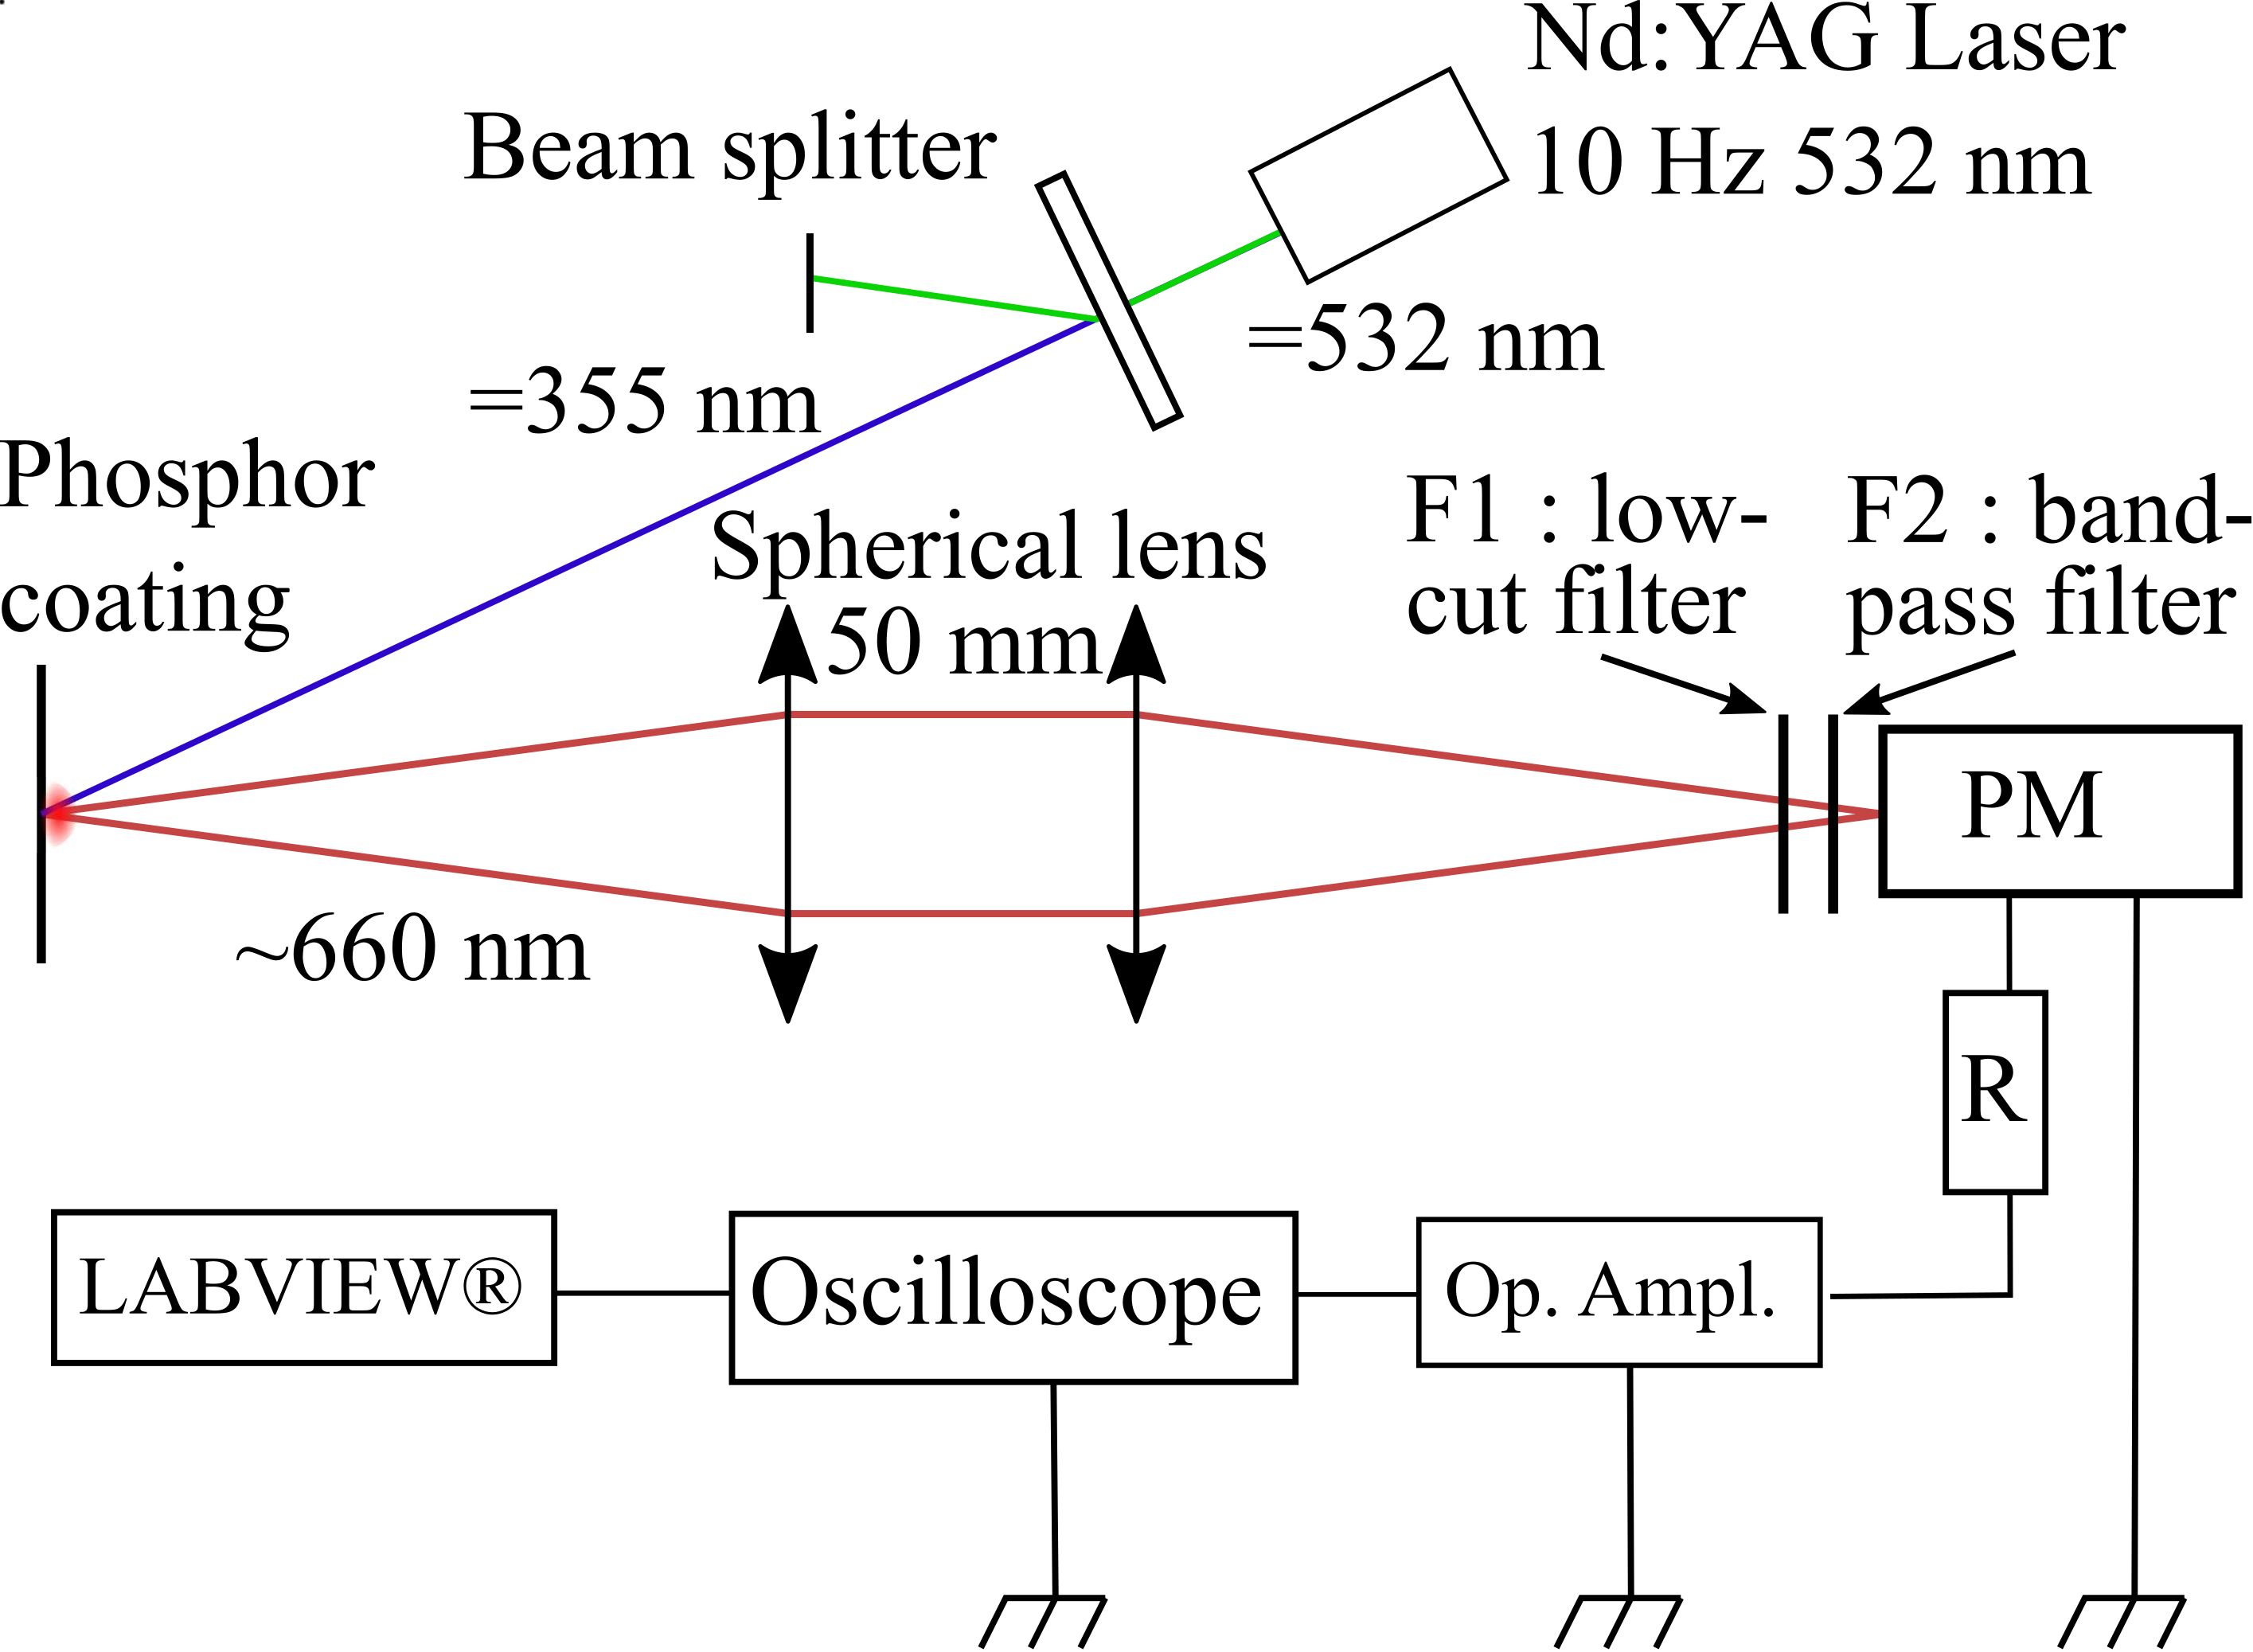 Nd:YAG Laser
10 Hz 532 nm
Beam splitter
=532 nm
=355 nm
Phosphor
coating
Spherical lens
50 mm
F1 : low-
cut filter
F2 : band-
pass filter
PM
~660 nm
R
LABVIEW®
Oscilloscope
Op. Ampl.